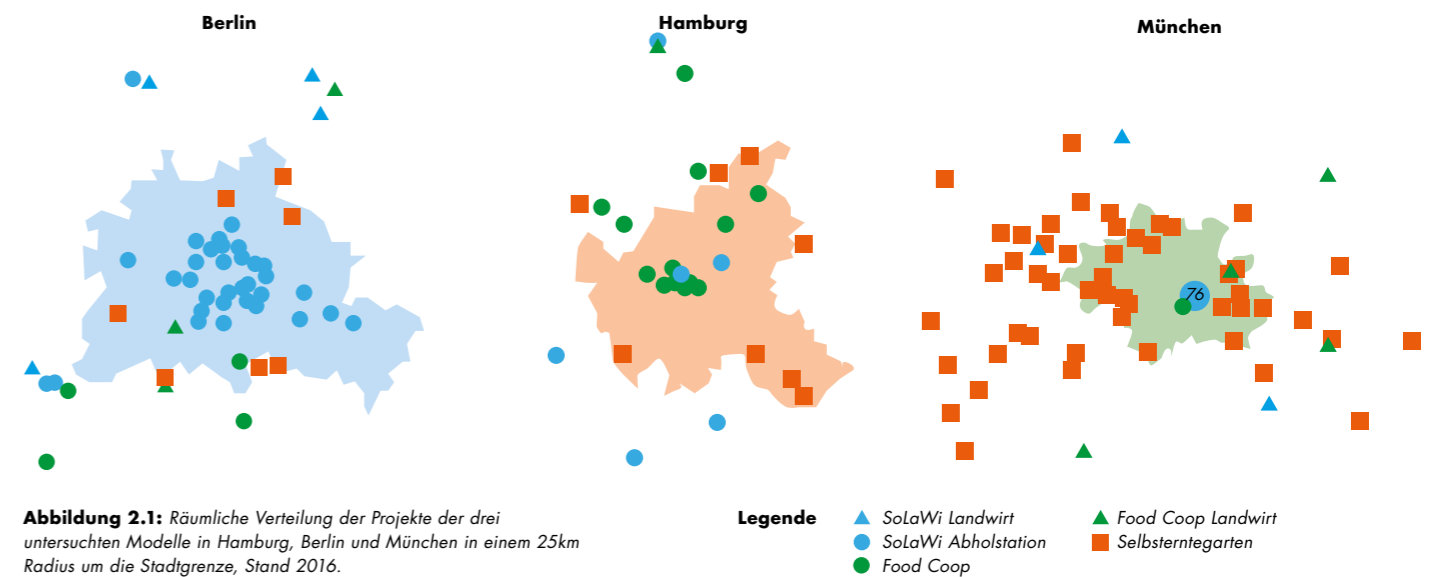 Berlin
Hamburg
München
76
Abbildung 2.1: Räumliche Verteilung der Projekte der drei
untersuchten Modelle in Hamburg, Berlin und München in einem 25km
Radius um die Stadtgrenze, Stand 2016.
Legende
SoLaWi Landwirt
SoLaWi Abholstation
Food Coop
Food Coop Landwirt
Selbsterntegarten